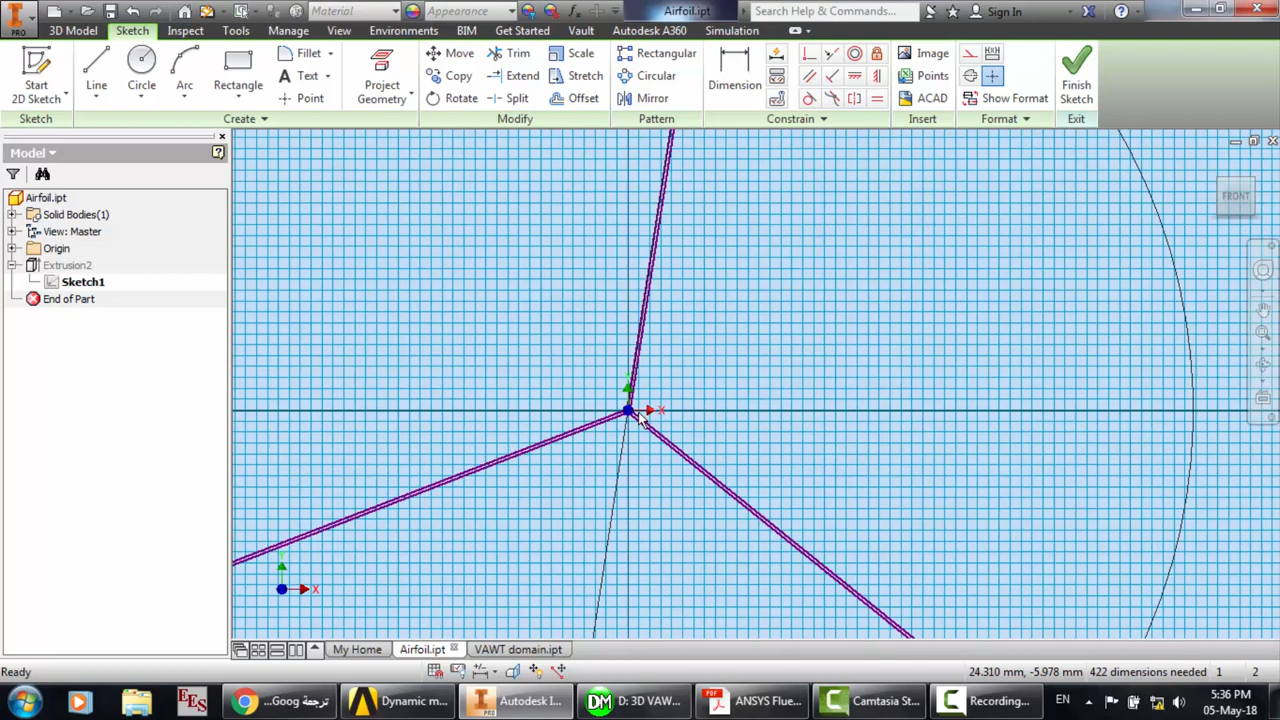 PRO
Material
Appearance
fx
Airfoil.ipt
Search Help & Commands...
Sign In
3D Model Sketch Inspect Tools Manage View Environments BIM Get Started Vault Autodesk A360 Simulation
Start
2D Sketch
Line
Circle
Arc
Rectangle
Fillet
Text
Point
Project
Geometry
Move
Copy
Rotate
Trim
Extend
Split
Scale
Stretch
Offset
Rectangular
Circular
Mirror
Dimension
Image
Points
ACAD
Show Format
Finish
Sketch
Sketch Create Modify Pattern Constrain Insert Format Exit
Model
Airfoil.ipt
Solid Bodies(1)
View: Master
Origin
Extrusion2
Sketch1
End of Part
FRONT
X
Y
X
My Home Airfoil.ipt VAWT domain.ipt
Ready
24.310 mm, -5.978 mm 422 dimensions needed 1 2
EES
...Goog ترجمة
Dynamic m...
Autodesk I...
DM
D: 3D VAW...
PDF
ANSYS Flue...
Camtasia St...
Recording...
EN
5:36 PM
05-May-18